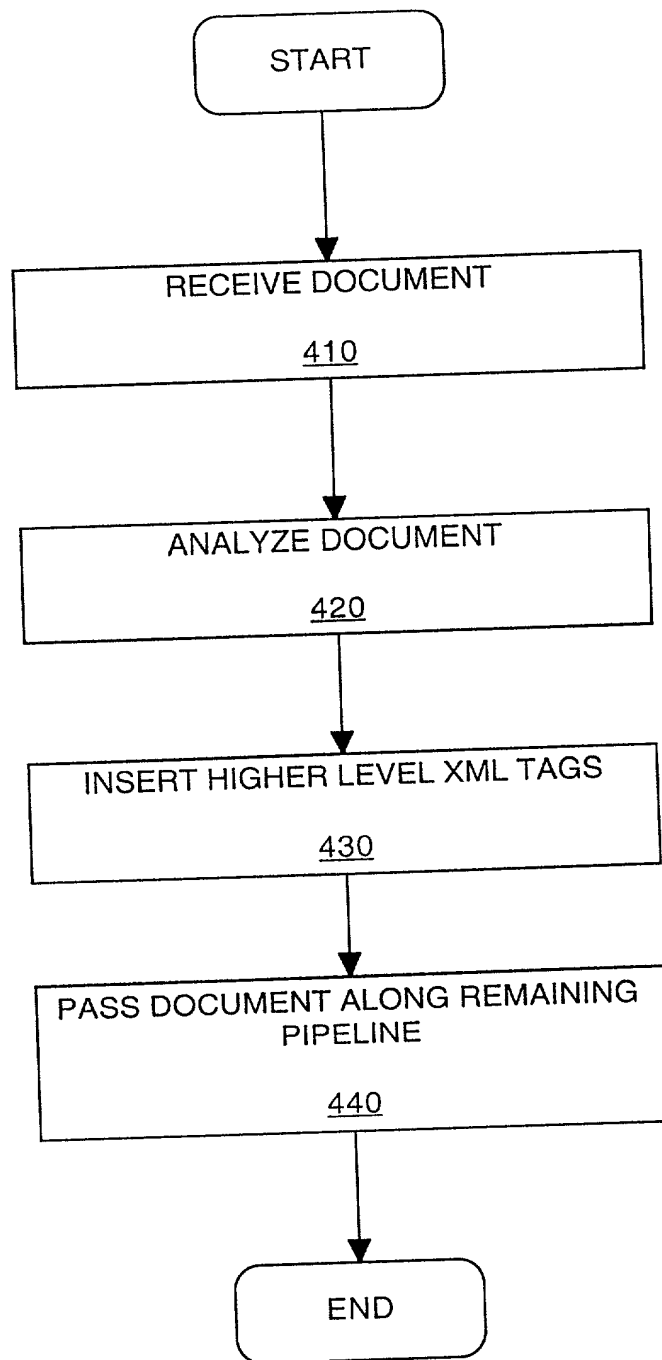 START
RECEIVE DOCUMENT
410
ANALYZE DOCUMENT
420
INSERT HIGHER LEVEL XML TAGS
430
PASS DOCUMENT ALONG REMAINING
PIPELINE
440
END